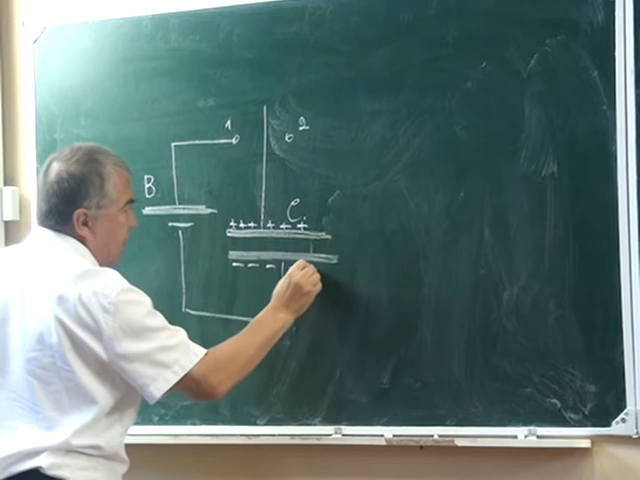 1 2
B
C
+ + + + + +
− − −